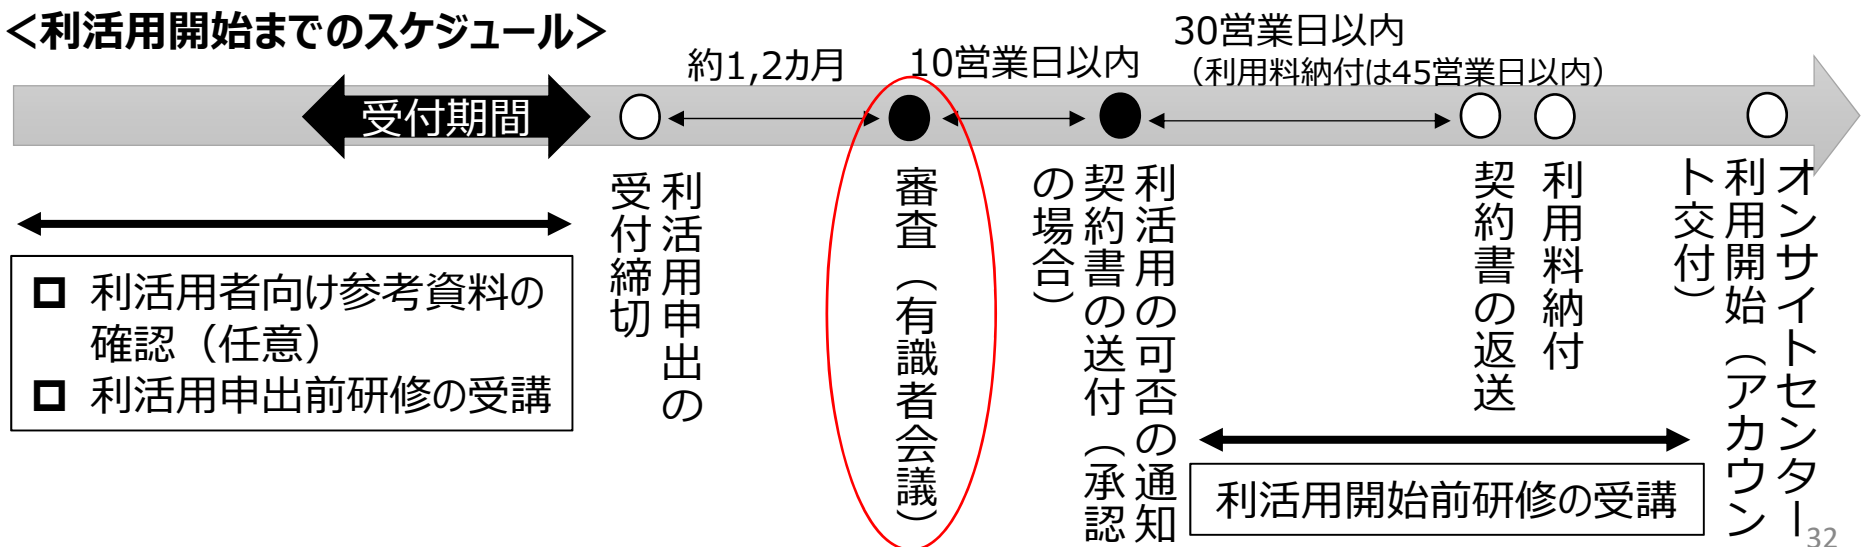 ＜利活用開始までのスケジュール＞
約1,2カ月
10営業日以内
30営業日以内
（利用料納付は45営業日以内）
受付期間
利活用者向け参考資料の
確認（任意）
利活用申出前研修の受講
利活用申出の
受付締切
審査（有識者会議）
利活用の可否の通知
契約書の送付（承認
の場合）
契約書の返送
利用料納付
オンサイトセンター
利用開始（アカウン
ト交付）
利活用開始前研修の受講
32